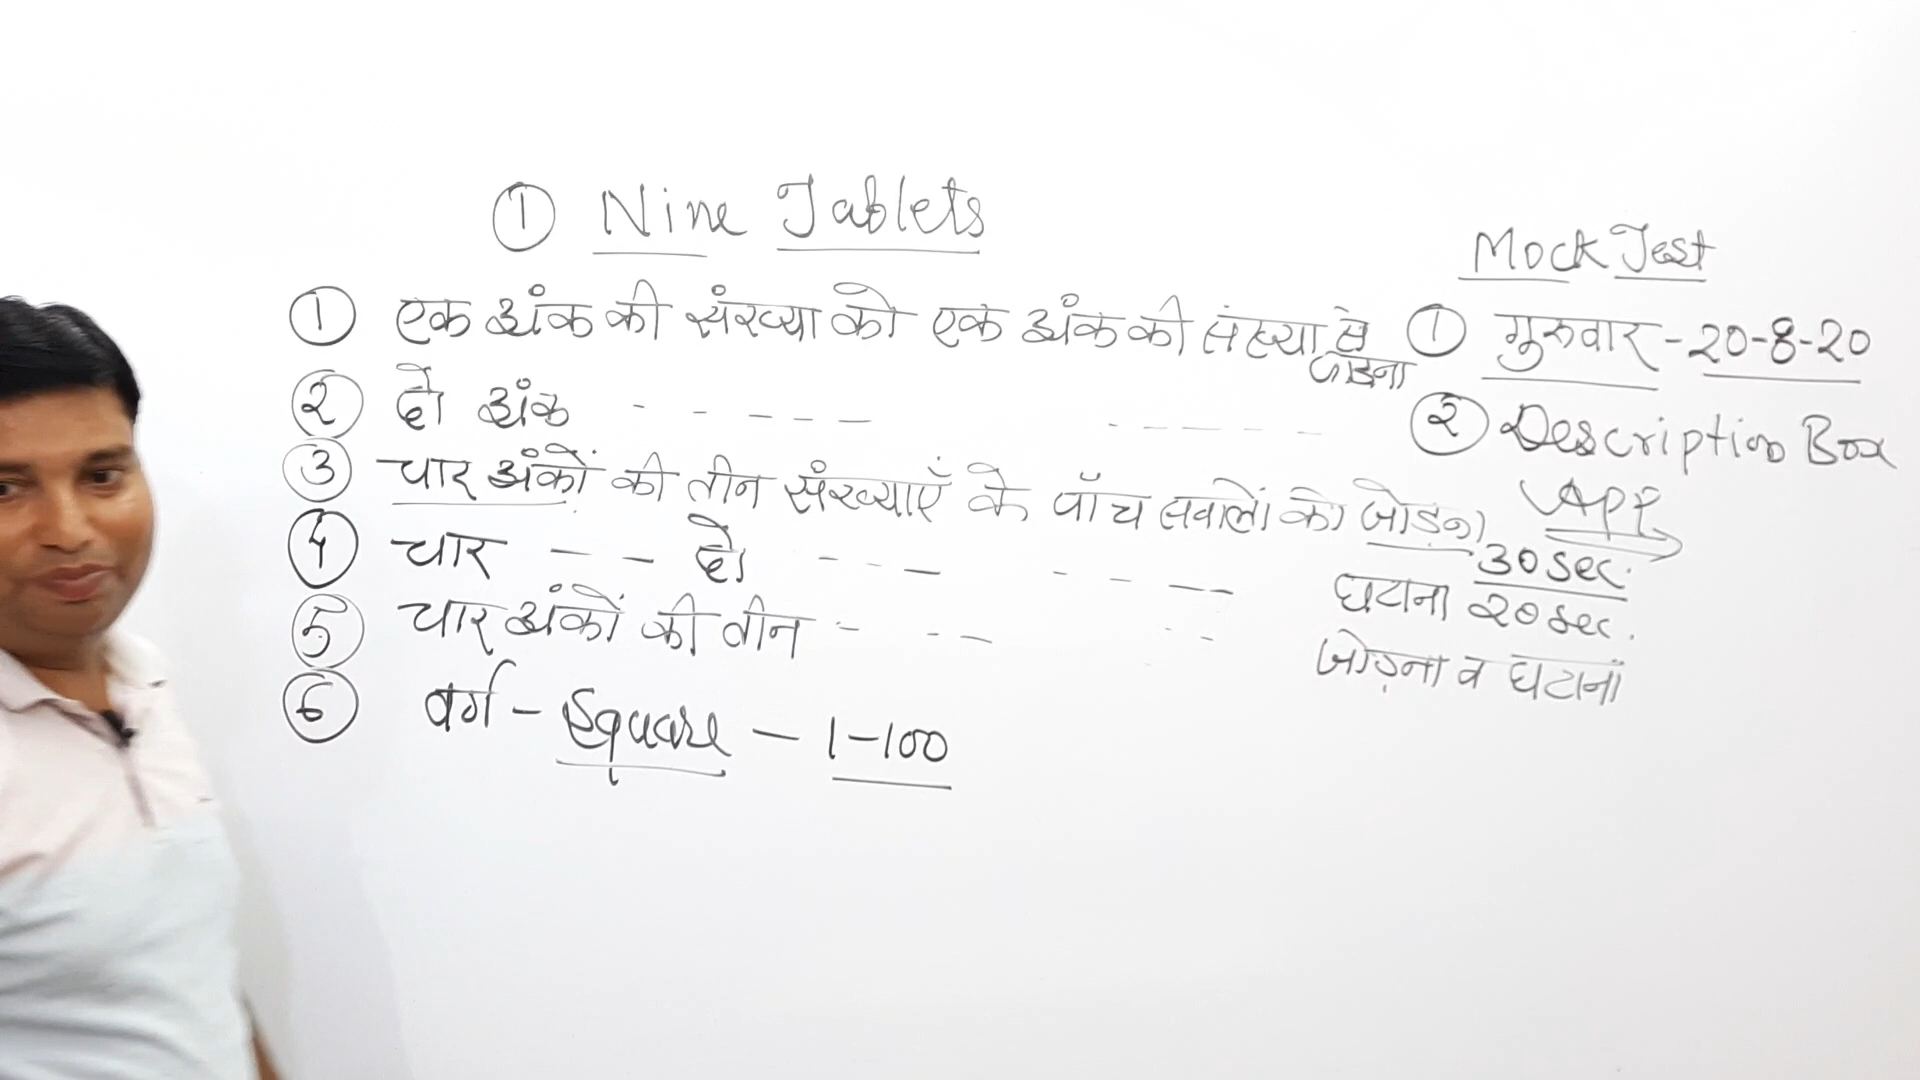 ① Nine Tablets
① एक अंक की संख्या को एक अंक की संख्या से जोड़ना
② दो अंक - - - - -  - - - - -
③ चार अंकों की तीन संख्याएँ के पाँच सवालों को जोड़ना 30 sec.
④ चार - - दो - - - - - - - घटाना 20 sec.
⑤ चार अंकों की तीन - - - - - जोड़ना व घटाना
⑥ वर्ग - Square - 1-100
Mock Test
① गुरुवार - 20-8-20
② Description Box
App